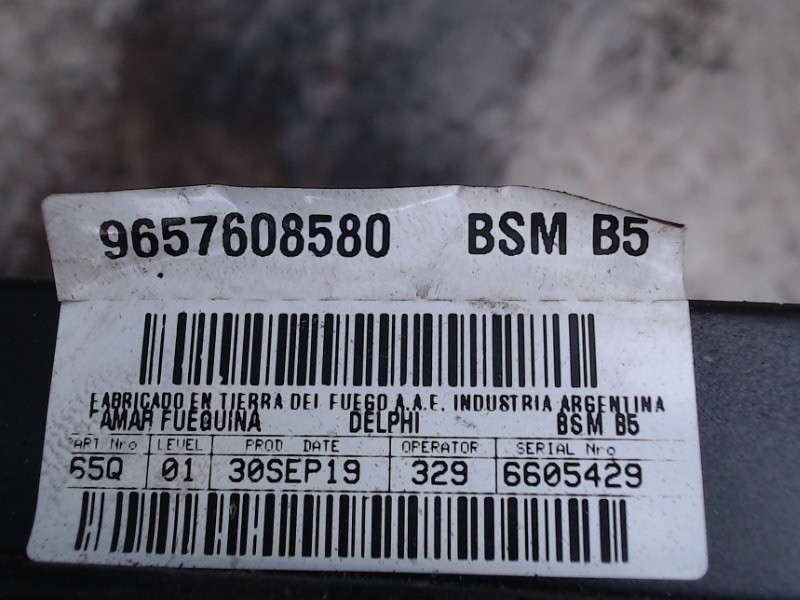 9657608580 BSM B5
FABRICADO EN TIERRA DEL FUEGO A.A.E. INDUSTRIA ARGENTINA
FAMAR FUEGUINA DELPHI BSM B5
PART Nro LEVEL PROD DATE OPERATOR SERIAL Nro
65Q 01 30SEP19 329 6605429